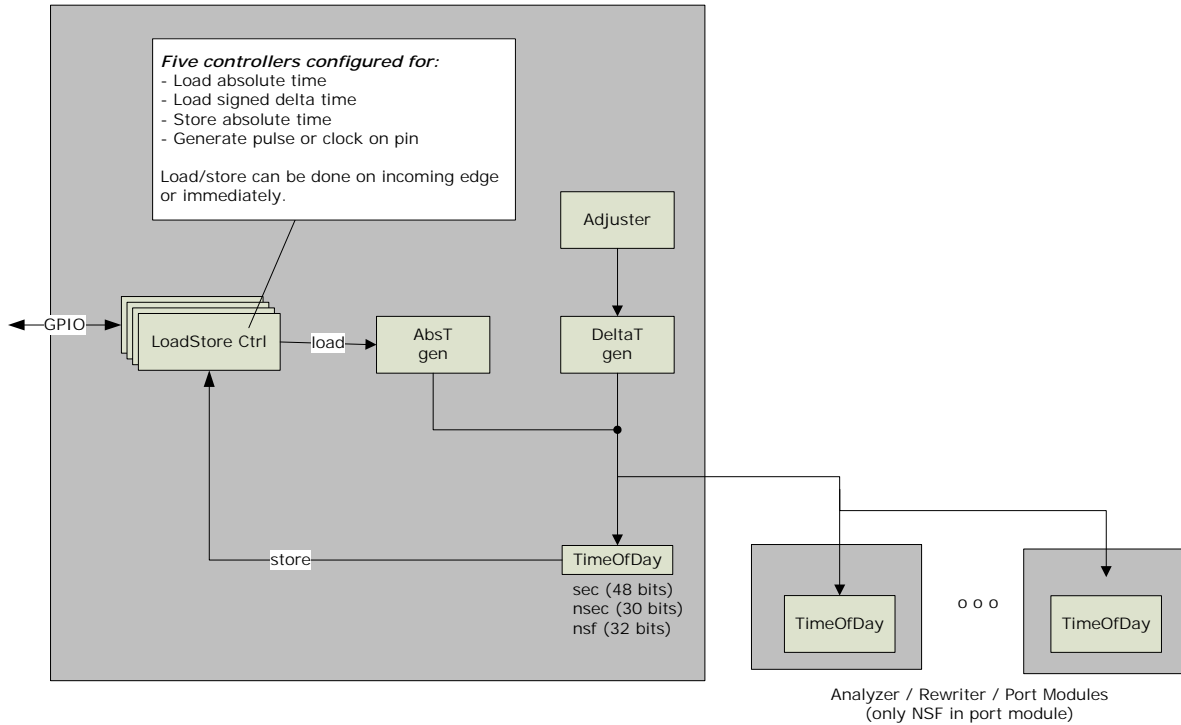 Five controllers configured for:
- Load absolute time
- Load signed delta time
- Store absolute time
- Generate pulse or clock on pin
Load/store can be done on incoming edge
or immediately.
Adjuster
GPIO
LoadStore Ctrl
load
AbsT
gen
DeltaT
gen
store
TimeOfDay
sec (48 bits)
nsec (30 bits)
nsf (32 bits)
TimeOfDay
o o o
TimeOfDay
Analyzer / Rewriter / Port Modules
(only NSF in port module)